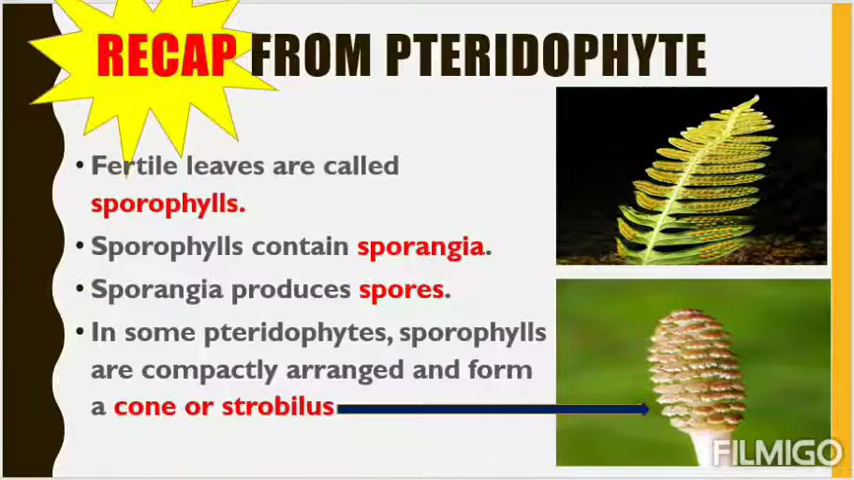 RECAP FROM PTERIDOPHYTE
• Fertile leaves are called
sporophylls.
• Sporophylls contain sporangia.
• Sporangia produces spores.
• In some pteridophytes, sporophylls
are compactly arranged and form
a cone or strobilus
FILMIGO